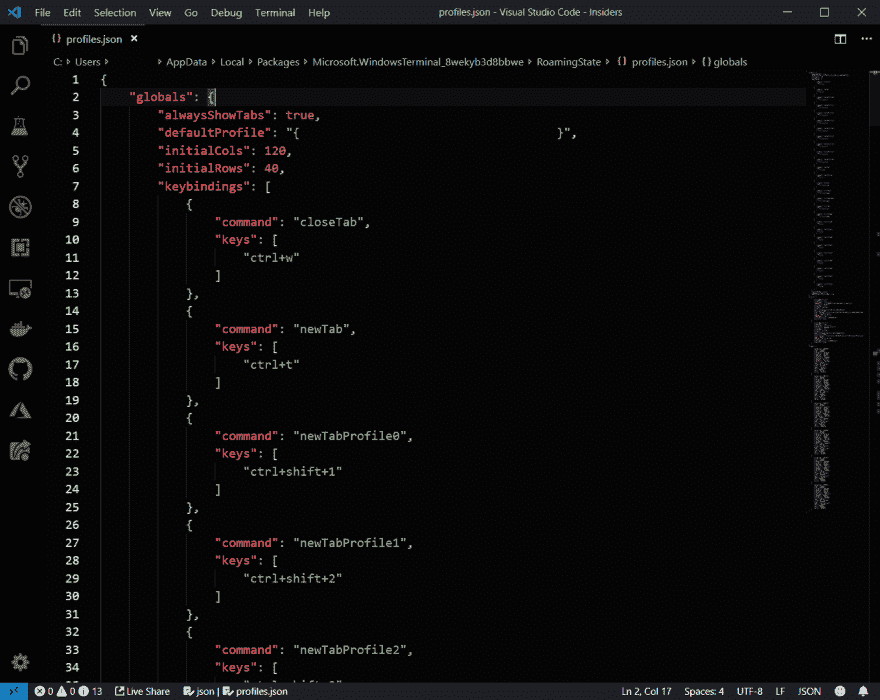 File Edit Selection View Go Debug Terminal Help profiles.json - Visual Studio Code - Insiders
{} profiles.json ×
C: > Users > > AppData > Local > Packages > Microsoft.WindowsTerminal_8wekyb3d8bbwe > RoamingState > {} profiles.json > {} globals
1 {
2 "globals": {
3 "alwaysShowTabs": true,
4 "defaultProfile": "{ }",
5 "initialCols": 120,
6 "initialRows": 40,
7 "keybindings": [
8 {
9 "command": "closeTab",
10 "keys": [
11 "ctrl+w"
12 ]
13 },
14 {
15 "command": "newTab",
16 "keys": [
17 "ctrl+t"
18 ]
19 },
20 {
21 "command": "newTabProfile0",
22 "keys": [
23 "ctrl+shift+1"
24 ]
25 },
26 {
27 "command": "newTabProfile1",
28 "keys": [
29 "ctrl+shift+2"
30 ]
31 },
32 {
33 "command": "newTabProfile2",
34 "keys": [
0 0 13 Live Share json | profiles.json Ln 2, Col 17 Spaces: 4 UTF-8 LF JSON